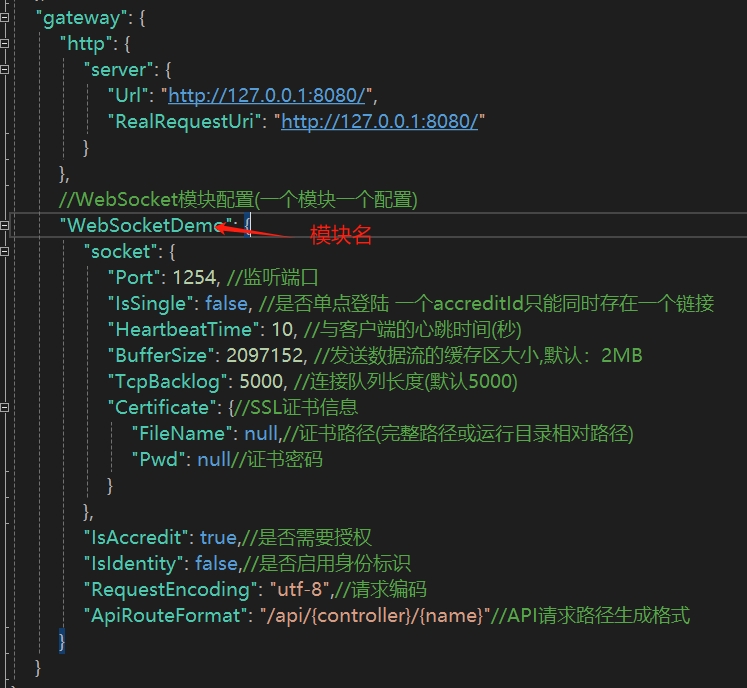 "gateway": {
"http": {
"server": {
"Url": "http://127.0.0.1:8080/",
"RealRequestUri": "http://127.0.0.1:8080/"
}
},
//WebSocket模块配置(一个模块一个配置)
"WebSocketDemo": {
模块名
"socket": {
"Port": 1254, //监听端口
"IsSingle": false, //是否单点登陆 一个accreditId只能同时存在一个链接
"HeartbeatTime": 10, //与客户端的心跳时间(秒)
"BufferSize": 2097152, //发送数据流的缓存区大小,默认：2MB
"TcpBacklog": 5000, //连接队列长度(默认5000)
"Certificate": {//SSL证书信息
"FileName": null,//证书路径(完整路径或运行目录相对路径)
"Pwd": null//证书密码
}
},
"IsAccredit": true,//是否需要授权
"IsIdentity": false,//是否启用身份标识
"RequestEncoding": "utf-8",//请求编码
"ApiRouteFormat": "/api/{controller}/{name}"//API请求路径生成格式
}
}